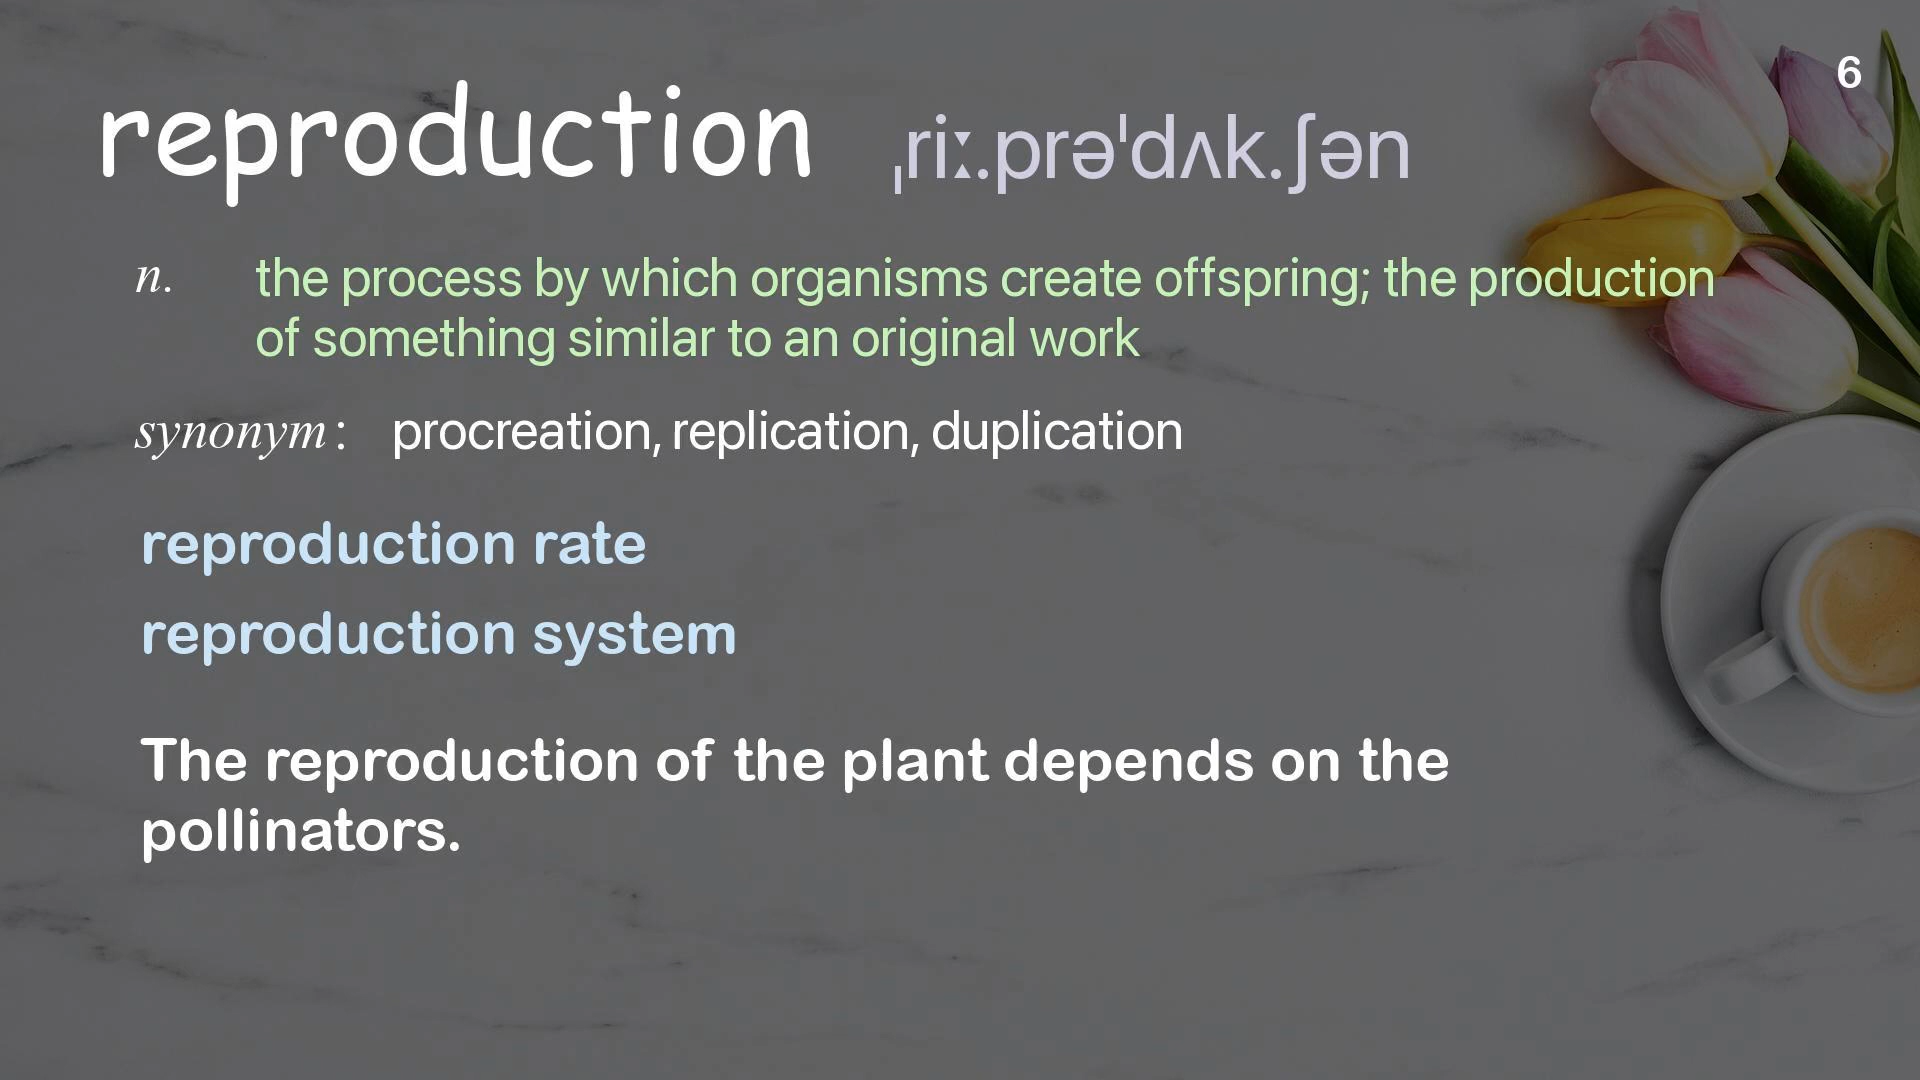 6
reproduction ˌriː.prəˈdʌk.ʃən
n. the process by which organisms create offspring; the production
of something similar to an original work
synonym: procreation, replication, duplication
reproduction rate
reproduction system
The reproduction of the plant depends on the
pollinators.